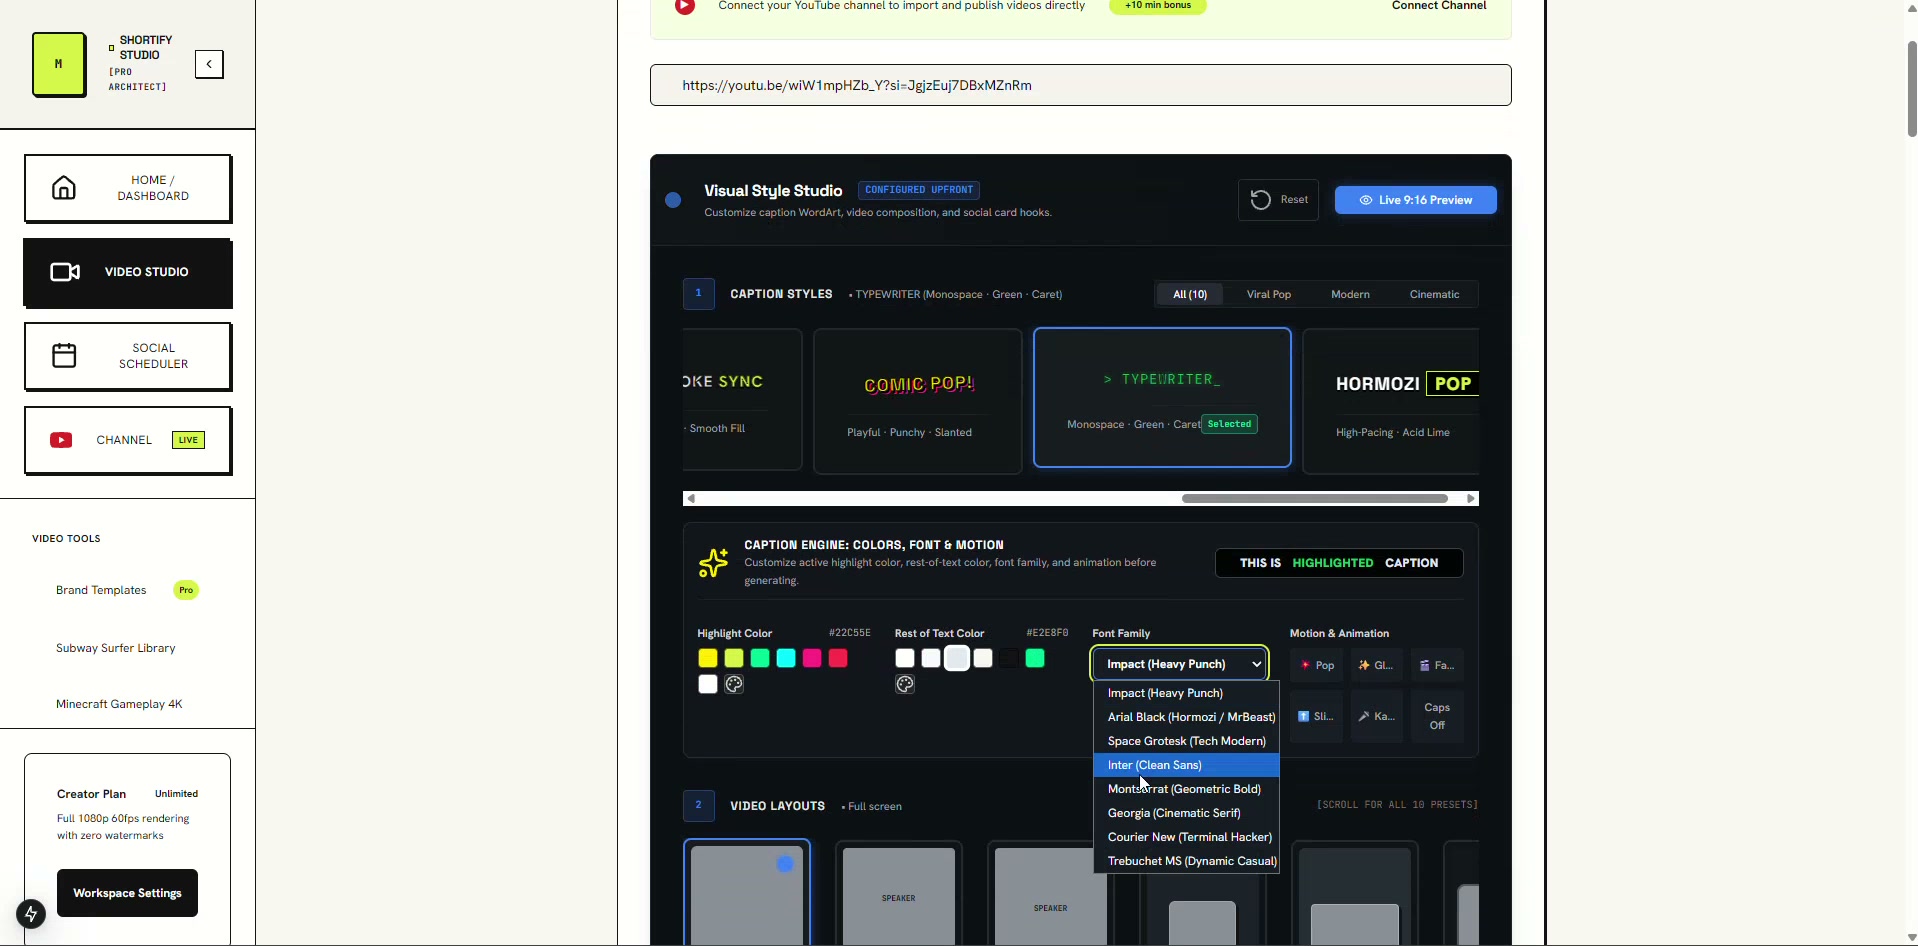 M
SHORTIFY
STUDIO
[PRO
ARCHITECT]
HOME /
DASHBOARD
VIDEO STUDIO
SOCIAL
SCHEDULER
CHANNEL LIVE
VIDEO TOOLS
Brand Templates Pro
Subway Surfer Library
Minecraft Gameplay 4K
Creator Plan Unlimited
Full 1080p 60fps rendering
with zero watermarks
Workspace Settings
Connect your YouTube channel to import and publish videos directly +10 min bonus Connect Channel
https://youtu.be/wiW1mpHZb_Y?si=JgjzEuj7DBxMZnRm
Visual Style Studio CONFIGURED UPFRONT
Customize caption WordArt, video composition, and social card hooks.
Reset
Live 9:16 Preview
1 CAPTION STYLES • TYPEWRITER (Monospace · Green · Caret)
All (10) Viral Pop Modern Cinematic
OKE SYNC
· Smooth Fill
COMIC POP!
Playful · Punchy · Slanted
> TYPEWRITER_
Monospace · Green · Caret Selected
HORMOZI POP
High-Pacing · Acid Lime
CAPTION ENGINE: COLORS, FONT & MOTION
Customize active highlight color, rest-of-text color, font family, and animation before
generating.
THIS IS HIGHLIGHTED CAPTION
Highlight Color #22C55E
Rest of Text Color #E2E8F0
Font Family
Impact (Heavy Punch)
Impact (Heavy Punch)
Arial Black (Hormozi / MrBeast)
Space Grotesk (Tech Modern)
Inter (Clean Sans)
Montserrat (Geometric Bold)
Georgia (Cinematic Serif)
Courier New (Terminal Hacker)
Trebuchet MS (Dynamic Casual)
Motion & Animation
Pop Gl... Fa...
Sli... Ka... Caps
Off
2 VIDEO LAYOUTS • Full screen
[SCROLL FOR ALL 10 PRESETS]
SPEAKER
SPEAKER